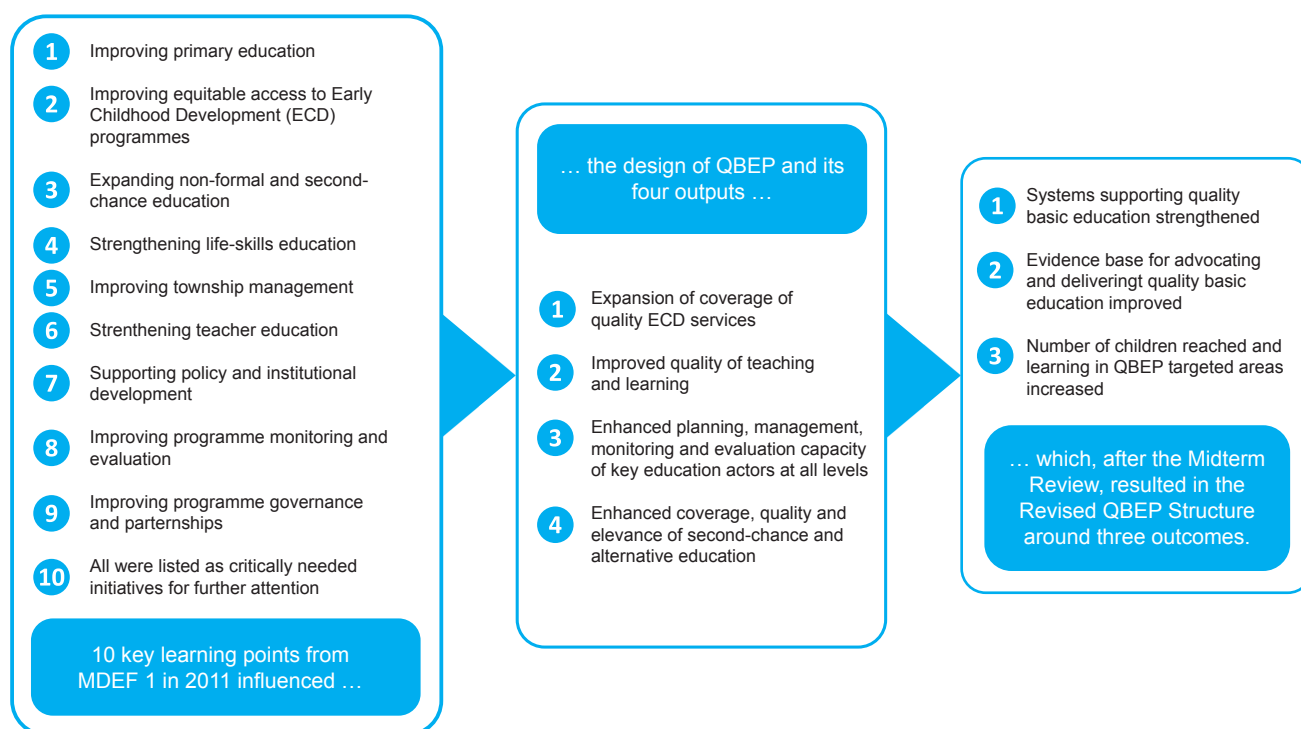 1 Improving primary education
2 Improving equitable access to Early
Childhood Development (ECD)
programmes
3 Expanding non-formal and second-
chance education
4 Strengthening life-skills education
5 Improving township management
6 Strenthening teacher education
7 Supporting policy and institutional
development
8 Improving programme monitoring and
evaluation
9 Improving programme governance
and parternships
10 All were listed as critically needed
initiatives for further attention
10 key learning points from
MDEF 1 in 2011 influenced …
… the design of QBEP and its
four outputs …
1 Expansion of coverage of
quality ECD services
2 Improved quality of teaching
and learning
3 Enhanced planning, management,
monitoring and evaluation capacity
of key education actors at all levels
4 Enhanced coverage, quality and
elevance of second-chance and
alternative education
1 Systems supporting quality
basic education strengthened
2 Evidence base for advocating
and deliveringt quality basic
education improved
3 Number of children reached and
learning in QBEP targeted areas
increased
… which, after the Midterm
Review, resulted in the
Revised QBEP Structure
around three outcomes.